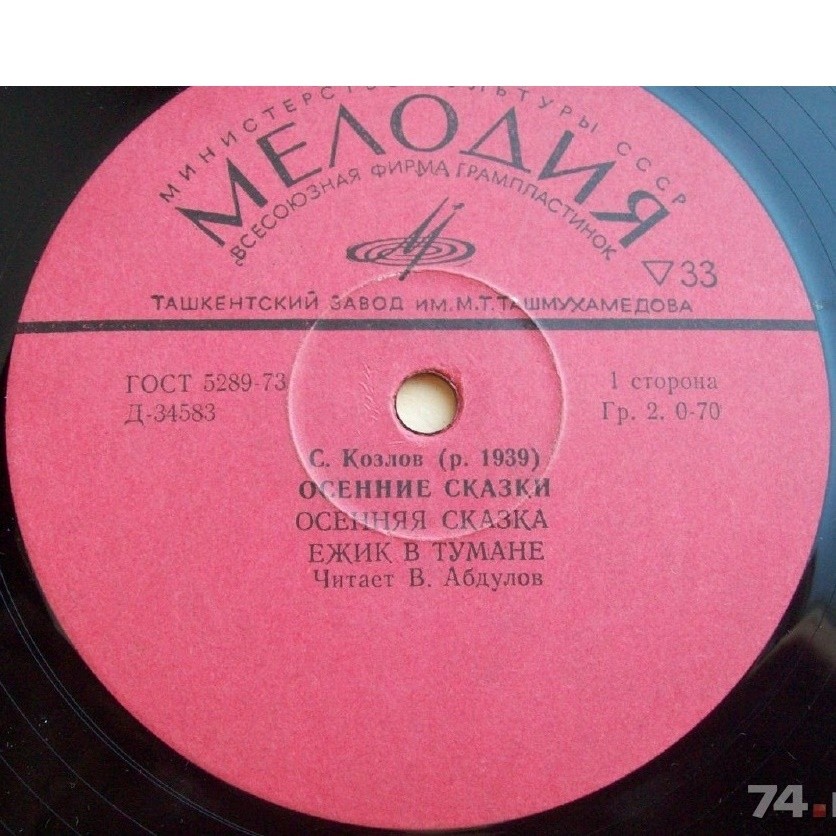 МИНИСТЕРСТВО КУЛЬТУРЫ СССР
МЕЛОДИЯ
ВСЕСОЮЗНАЯ ФИРМА ГРАМПЛАСТИНОК
▽33
ТАШКЕНТСКИЙ ЗАВОД ИМ. М.Т. ТАШМУХАМЕДОВА
ГОСТ 5289-73
1 сторона
Д-34583
Гр. 2. 0-70
С. Козлов (р. 1939)
ОСЕННИЕ СКАЗКИ
ОСЕННЯЯ СКАЗКА
ЕЖИК В ТУМАНЕ
Читает В. Абдулов
74.